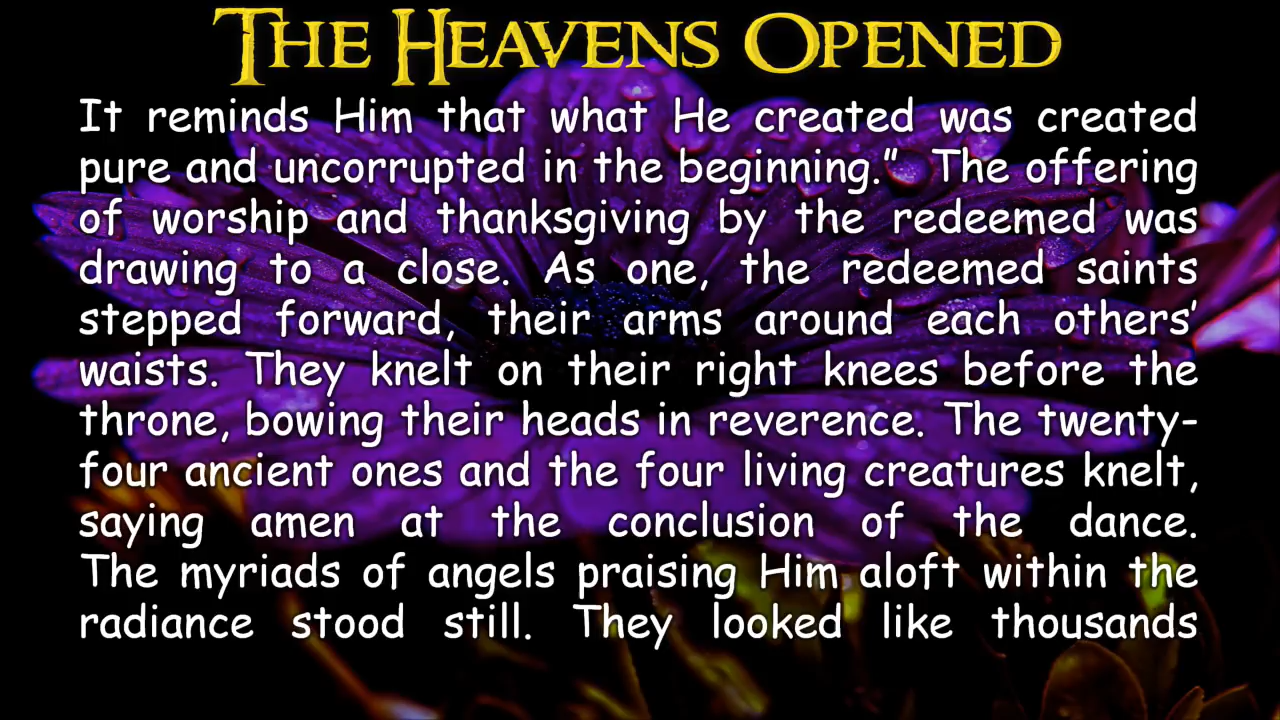 THE HEAVENS OPENED
It reminds Him that what He created was created
pure and uncorrupted in the beginning.” The offering
of worship and thanksgiving by the redeemed was
drawing to a close. As one, the redeemed saints
stepped forward, their arms around each others’
waists. They knelt on their right knees before the
throne, bowing their heads in reverence. The twenty-
four ancient ones and the four living creatures knelt,
saying amen at the conclusion of the dance.
The myriads of angels praising Him aloft within the
radiance stood still. They looked like thousands